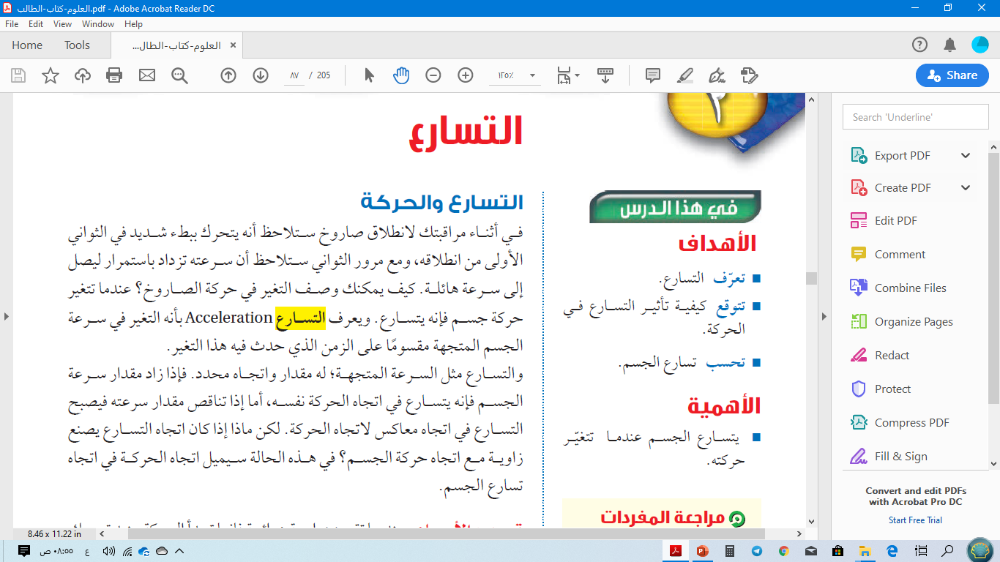 العلوم-كتاب-الطالب.pdf - Adobe Acrobat Reader DC
File Edit View Window Help
Home Tools العلوم-كتاب-الطال...
٨٧ / 205
١٢٥٪
Share
٢
التسارع
التسارع والحركة
في أثناء مراقبتك لانطلاق صاروخ ستلاحظ أنه يتحرك ببطء شديد في الثواني
الأولى من انطلاقه، ومع مرور الثواني ستلاحظ أن سرعته تزداد باستمرار ليصل
إلى سرعة هائلة. كيف يمكنك وصف التغير في حركة الصاروخ؟ عندما تتغير
حركة جسم فإنه يتسارع. ويعرف التسارع Acceleration بأنه التغير في سرعة
الجسم المتجهة مقسومًا على الزمن الذي حدث فيه هذا التغير.
والتسارع مثل السرعة المتجهة؛ له مقدار واتجاه محدد. فإذا زاد مقدار سرعة
الجسم فإنه يتسارع في اتجاه الحركة نفسه، أما إذا تناقص مقدار سرعته فيصبح
التسارع في اتجاه معاكس لاتجاه الحركة. لكن ماذا إذا كان اتجاه التسارع يصنع
زاوية مع اتجاه حركة الجسم؟ في هذه الحالة سيميل اتجاه الحركة في اتجاه
تسارع الجسم.
في هذا الدرس
الأهداف
تعرّف التسارع.
تتوقع كيفية تأثير التسارع في
الحركة.
تحسب تسارع الجسم.
الأهمية
يتسارع الجسم عندما تتغيّر
حركته.
مراجعة المفردات
Search 'Underline'
Export PDF
Create PDF
Edit PDF
Comment
Combine Files
Organize Pages
Redact
Protect
Compress PDF
Fill & Sign
Convert and edit PDFs
with Acrobat Pro DC
Start Free Trial
8.46 x 11.22 in
٠٨:٥٥ ص
ع